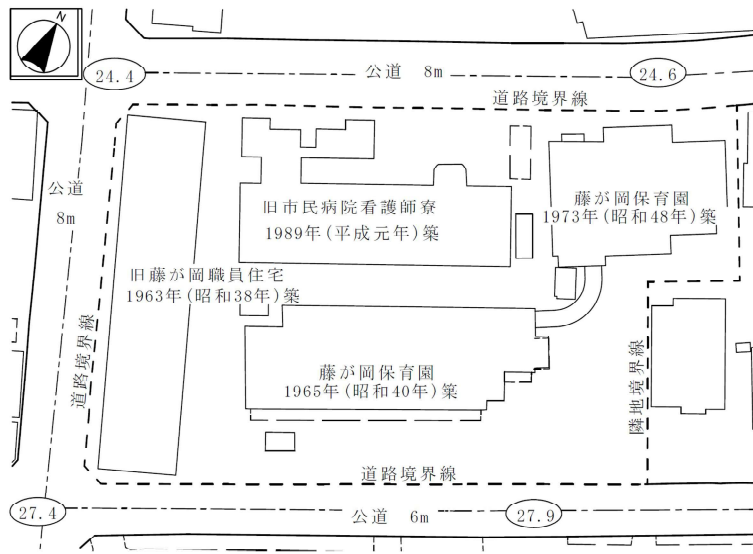 N
公道 8m
24.4
24.6
道路境界線
公道
8m
旧市民病院看護師寮
1989年(平成元年)築
藤が岡保育園
1973年(昭和48年)築
旧藤が岡職員住宅
1963年(昭和38年)築
道路境界線
藤が岡保育園
1965年(昭和40年)築
隣地境界線
道路境界線
27.4
公道 6m
27.9